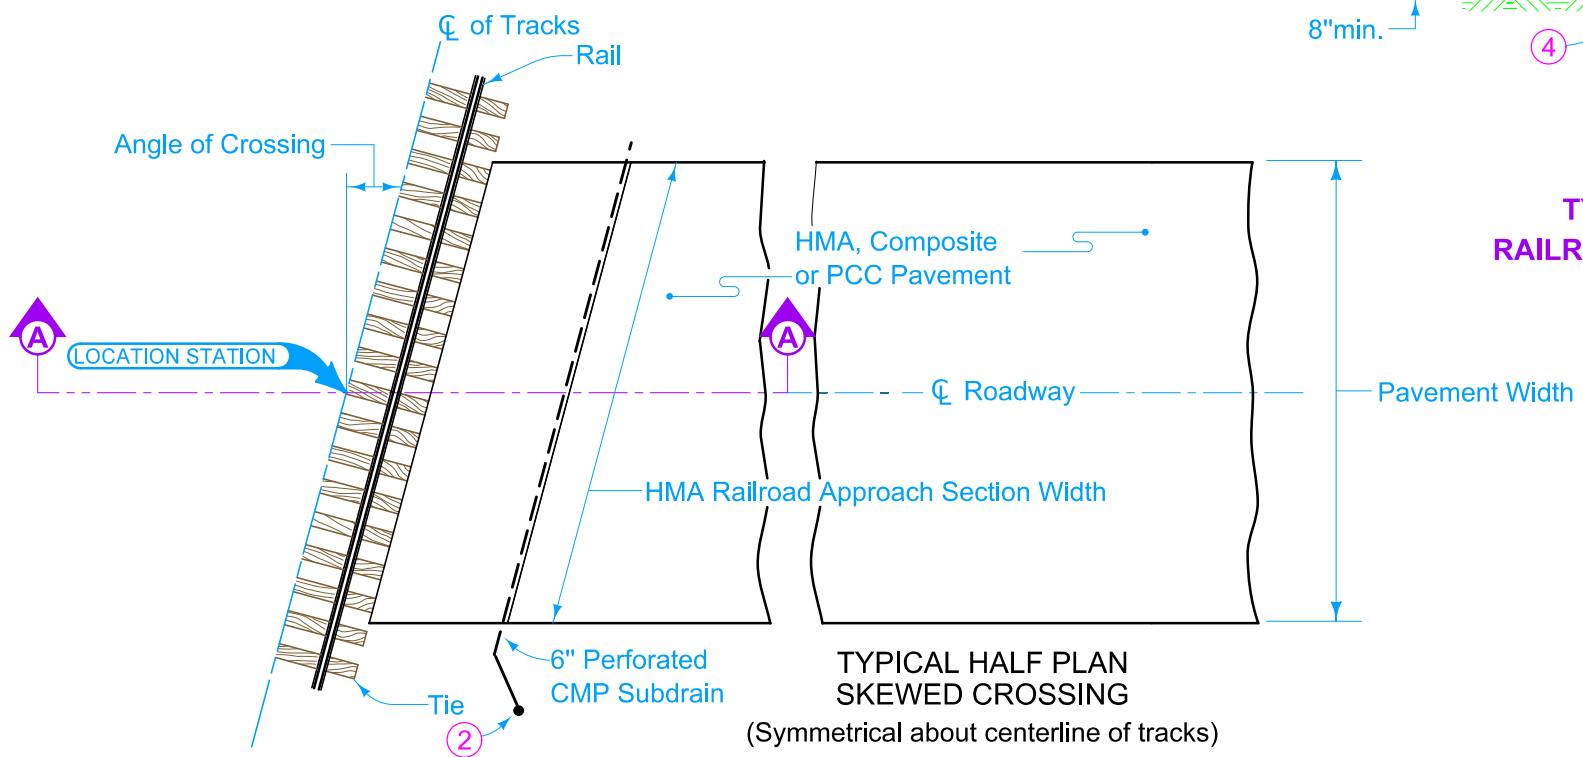 ℄ of Tracks
Rail
8"min.
4
Angle of Crossing
T
RAILR
HMA, Composite
or PCC Pavement
A
A
LOCATION STATION
℄ Roadway
Pavement Width
HMA Railroad Approach Section Width
6" Perforated
CMP Subdrain
Tie
2
TYPICAL HALF PLAN
SKEWED CROSSING
(Symmetrical about centerline of tracks)